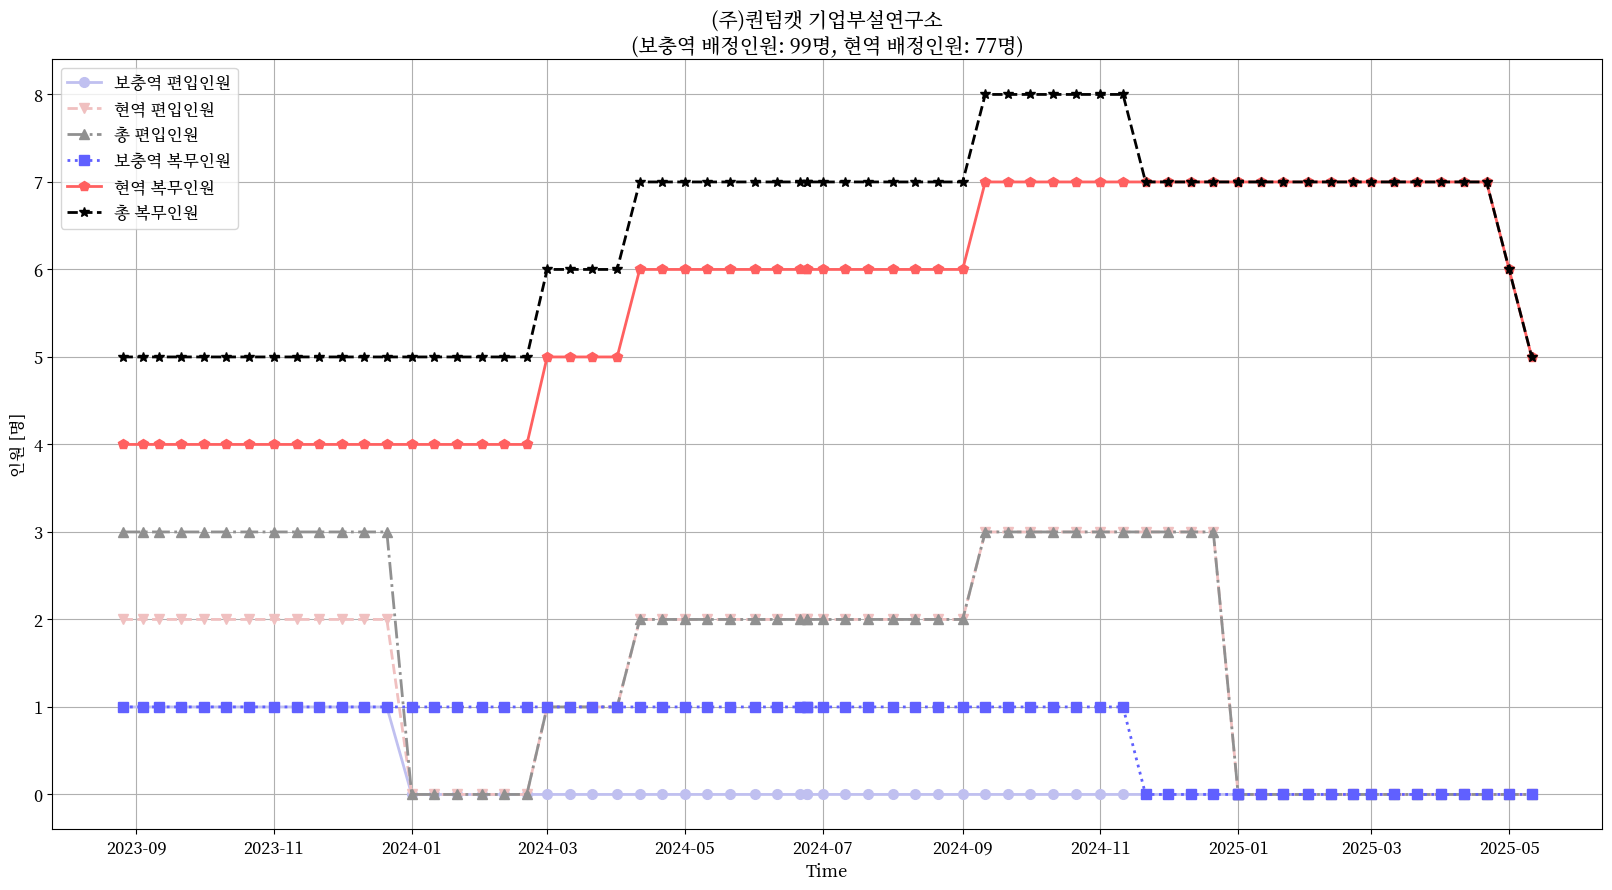 (주)퀀텀캣 기업부설연구소
(보충역 배정인원: 99명, 현역 배정인원: 77명)
보충역 편입인원
현역 편입인원
총 편입인원
보충역 복무인원
현역 복무인원
총 복무인원
인원 [명]
8
7
6
5
4
3
2
1
0
2023-09 2023-11 2024-01 2024-03 2024-05 2024-07 2024-09 2024-11 2025-01 2025-03 2025-05
Time